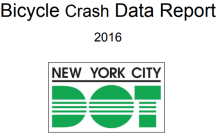 Bicycle Crash Data Report
2016
NEW YORK CITY
DOT